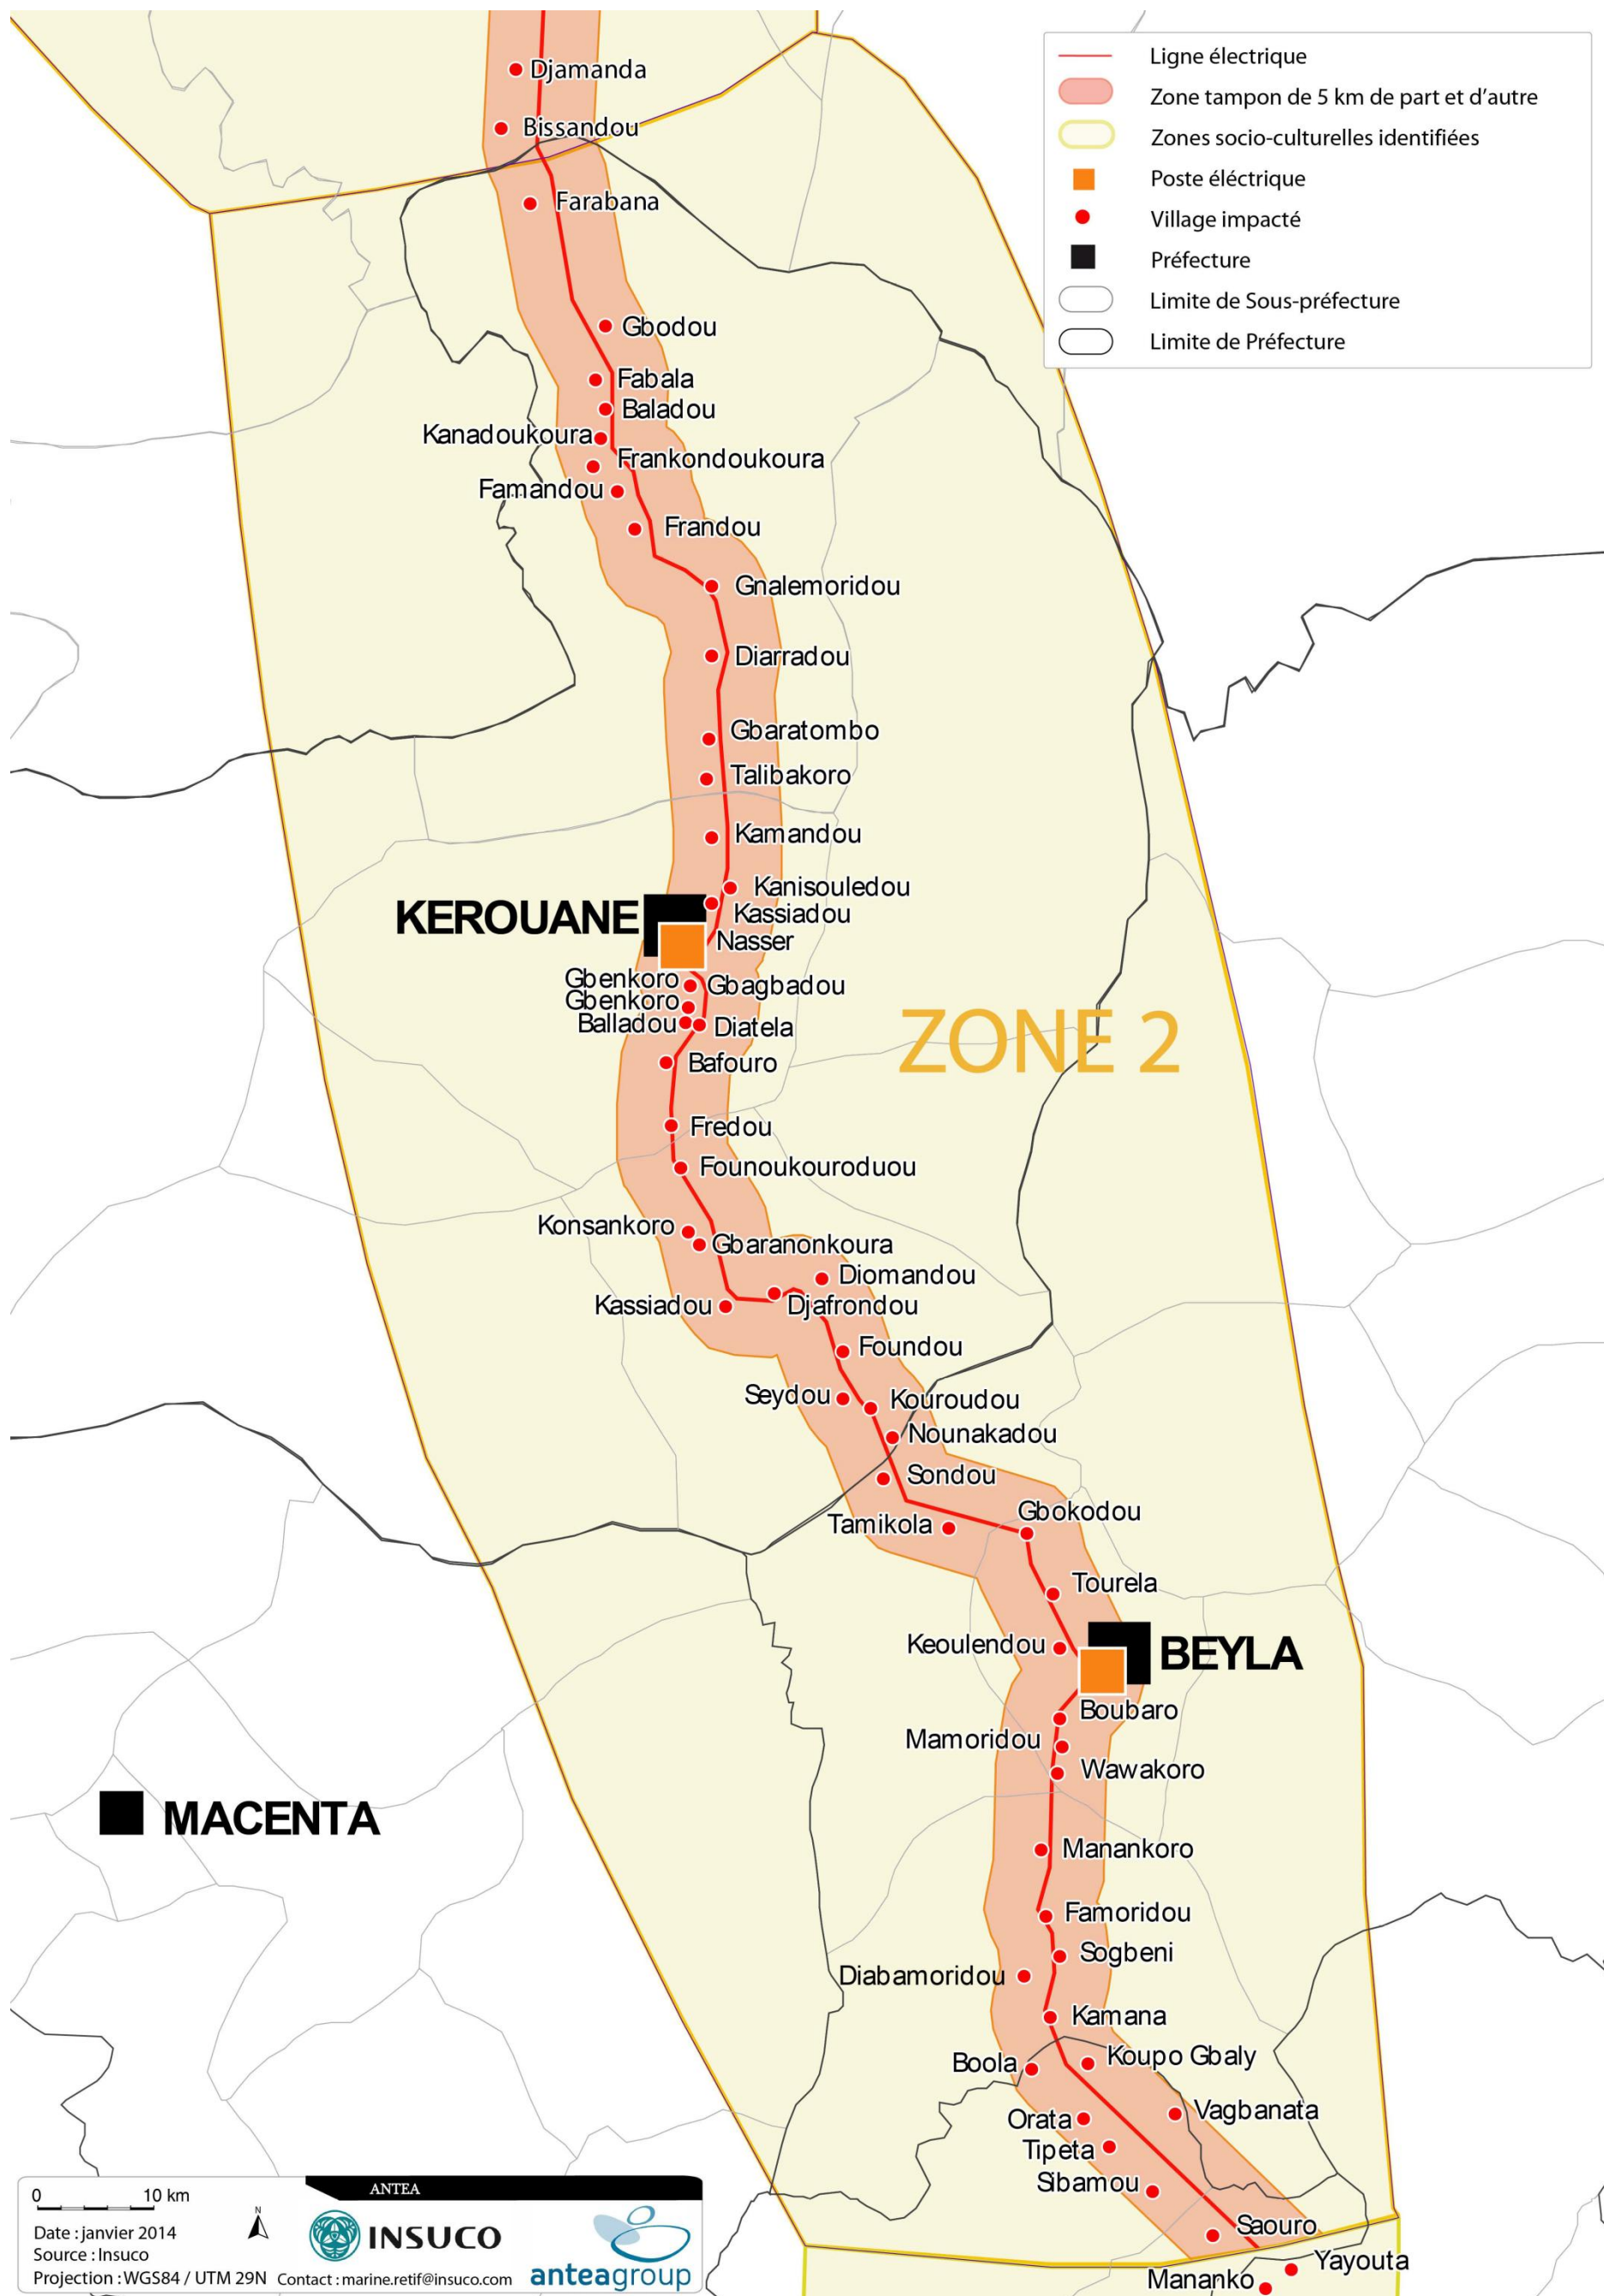 Djamanda
Bissandou
Farabana
Gbodou
Fabala
Baladou
Kanadoukoura
Frankondoukoura
Famandou
Frandou
Gnalemoridou
Diarradou
Gbaratombo
Talibakoro
Kamandou
Kanisouledou
KEROUANE
Kassiadou
Nasser
Gbenkoro
Gbagbadou
Gbenkoro
Balladou
Diatela
Bafouro
ZONE 2
Fredou
Founoukouroduou
Konsankoro
Gbaranonkoura
Diomandou
Kassiadou
Djafrondou
Foundou
Seydou
Kouroudou
Nounakadou
Sondou
Gbokodou
Tamikola
Tourela
Keoulendou
BEYLA
Boubaro
Mamoridou
Wawakoro
MACENTA
Manankoro
Famoridou
Sogbeni
Diabamoridou
Kamana
Boola
Koupo Gbaly
Orata
Vagbanata
Tipeta
Sibamou
Saouro
Yayouta
Mananko
Ligne électrique
Zone tampon de 5 km de part et d’autre
Zones socio-culturelles identifiées
Poste éléctrique
Village impacté
Préfecture
Limite de Sous-préfecture
Limite de Préfecture
0 10 km
N
Date : janvier 2014
Source : Insuco
Projection : WGS84 / UTM 29N
Contact : marine.retif@insuco.com
ANTEA
INSUCO
anteagroup